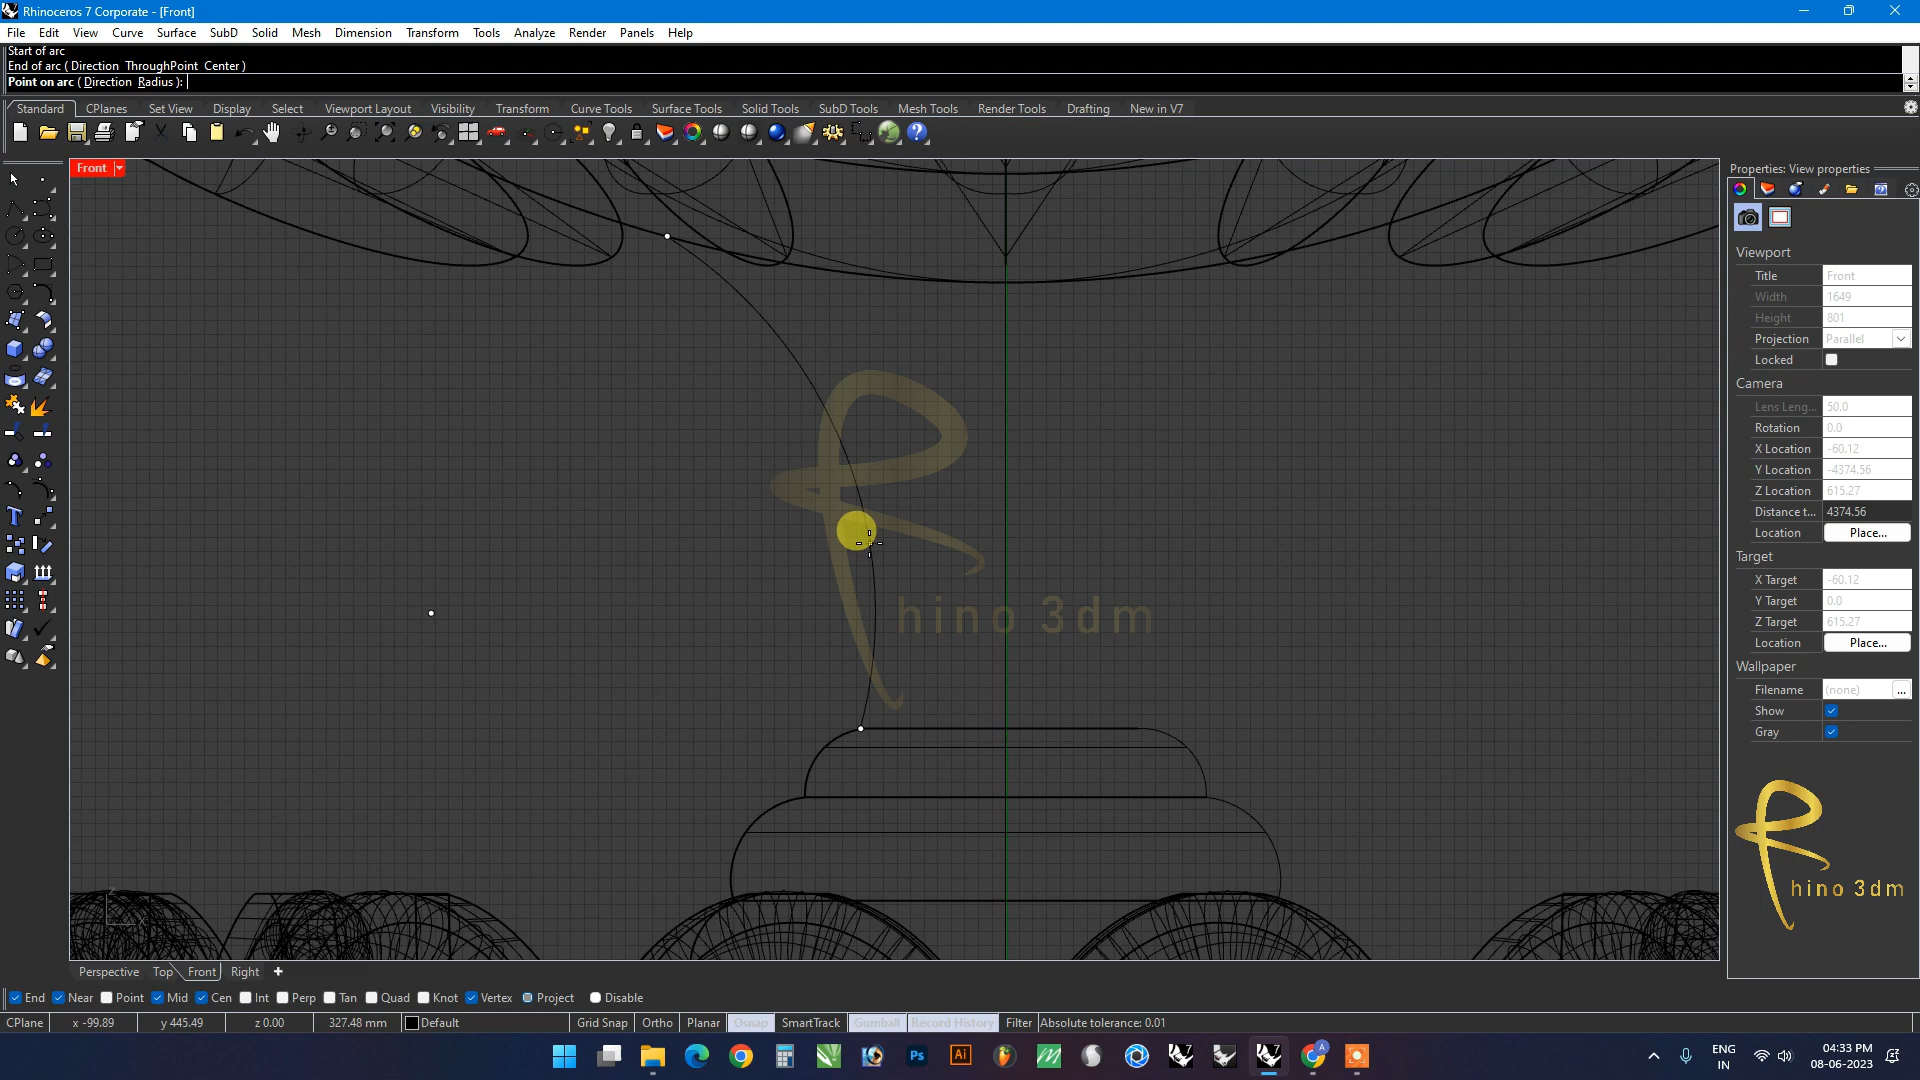 Rhinoceros 7 Corporate - [Front]
File Edit View Curve Surface SubD Solid Mesh Dimension Transform Tools Analyze Render Panels Help
Start of arc
End of arc ( Direction ThroughPoint Center )
Point on arc ( Direction Radius ):
Standard CPlanes Set View Display Select Viewport Layout Visibility Transform Curve Tools Surface Tools Solid Tools SubD Tools Mesh Tools Render Tools Drafting New in V7
Front
Properties: View properties
Viewport
Title Front
Width 1649
Height 801
Projection Parallel
Locked
Camera
Lens Leng... 50.0
Rotation 0.0
X Location -60.12
Y Location -4374.56
Z Location 615.27
Distance t... 4374.56
Location Place...
Target
X Target -60.12
Y Target 0.0
Z Target 615.27
Location Place...
Wallpaper
Filename (none) ...
Show
Gray
Rhino 3dm
Rhino 3dm
Perspective Top Front Right
End Near Point Mid Cen Int Perp Tan Quad Knot Vertex Project Disable
CPlane x -99.89 y 445.49 z 0.00 327.48 mm Default Grid Snap Ortho Planar Osnap SmartTrack Gumball Record History Filter Absolute tolerance: 0.01
Ps Ai 7 7 A
ENG
IN
04:33 PM
08-06-2023